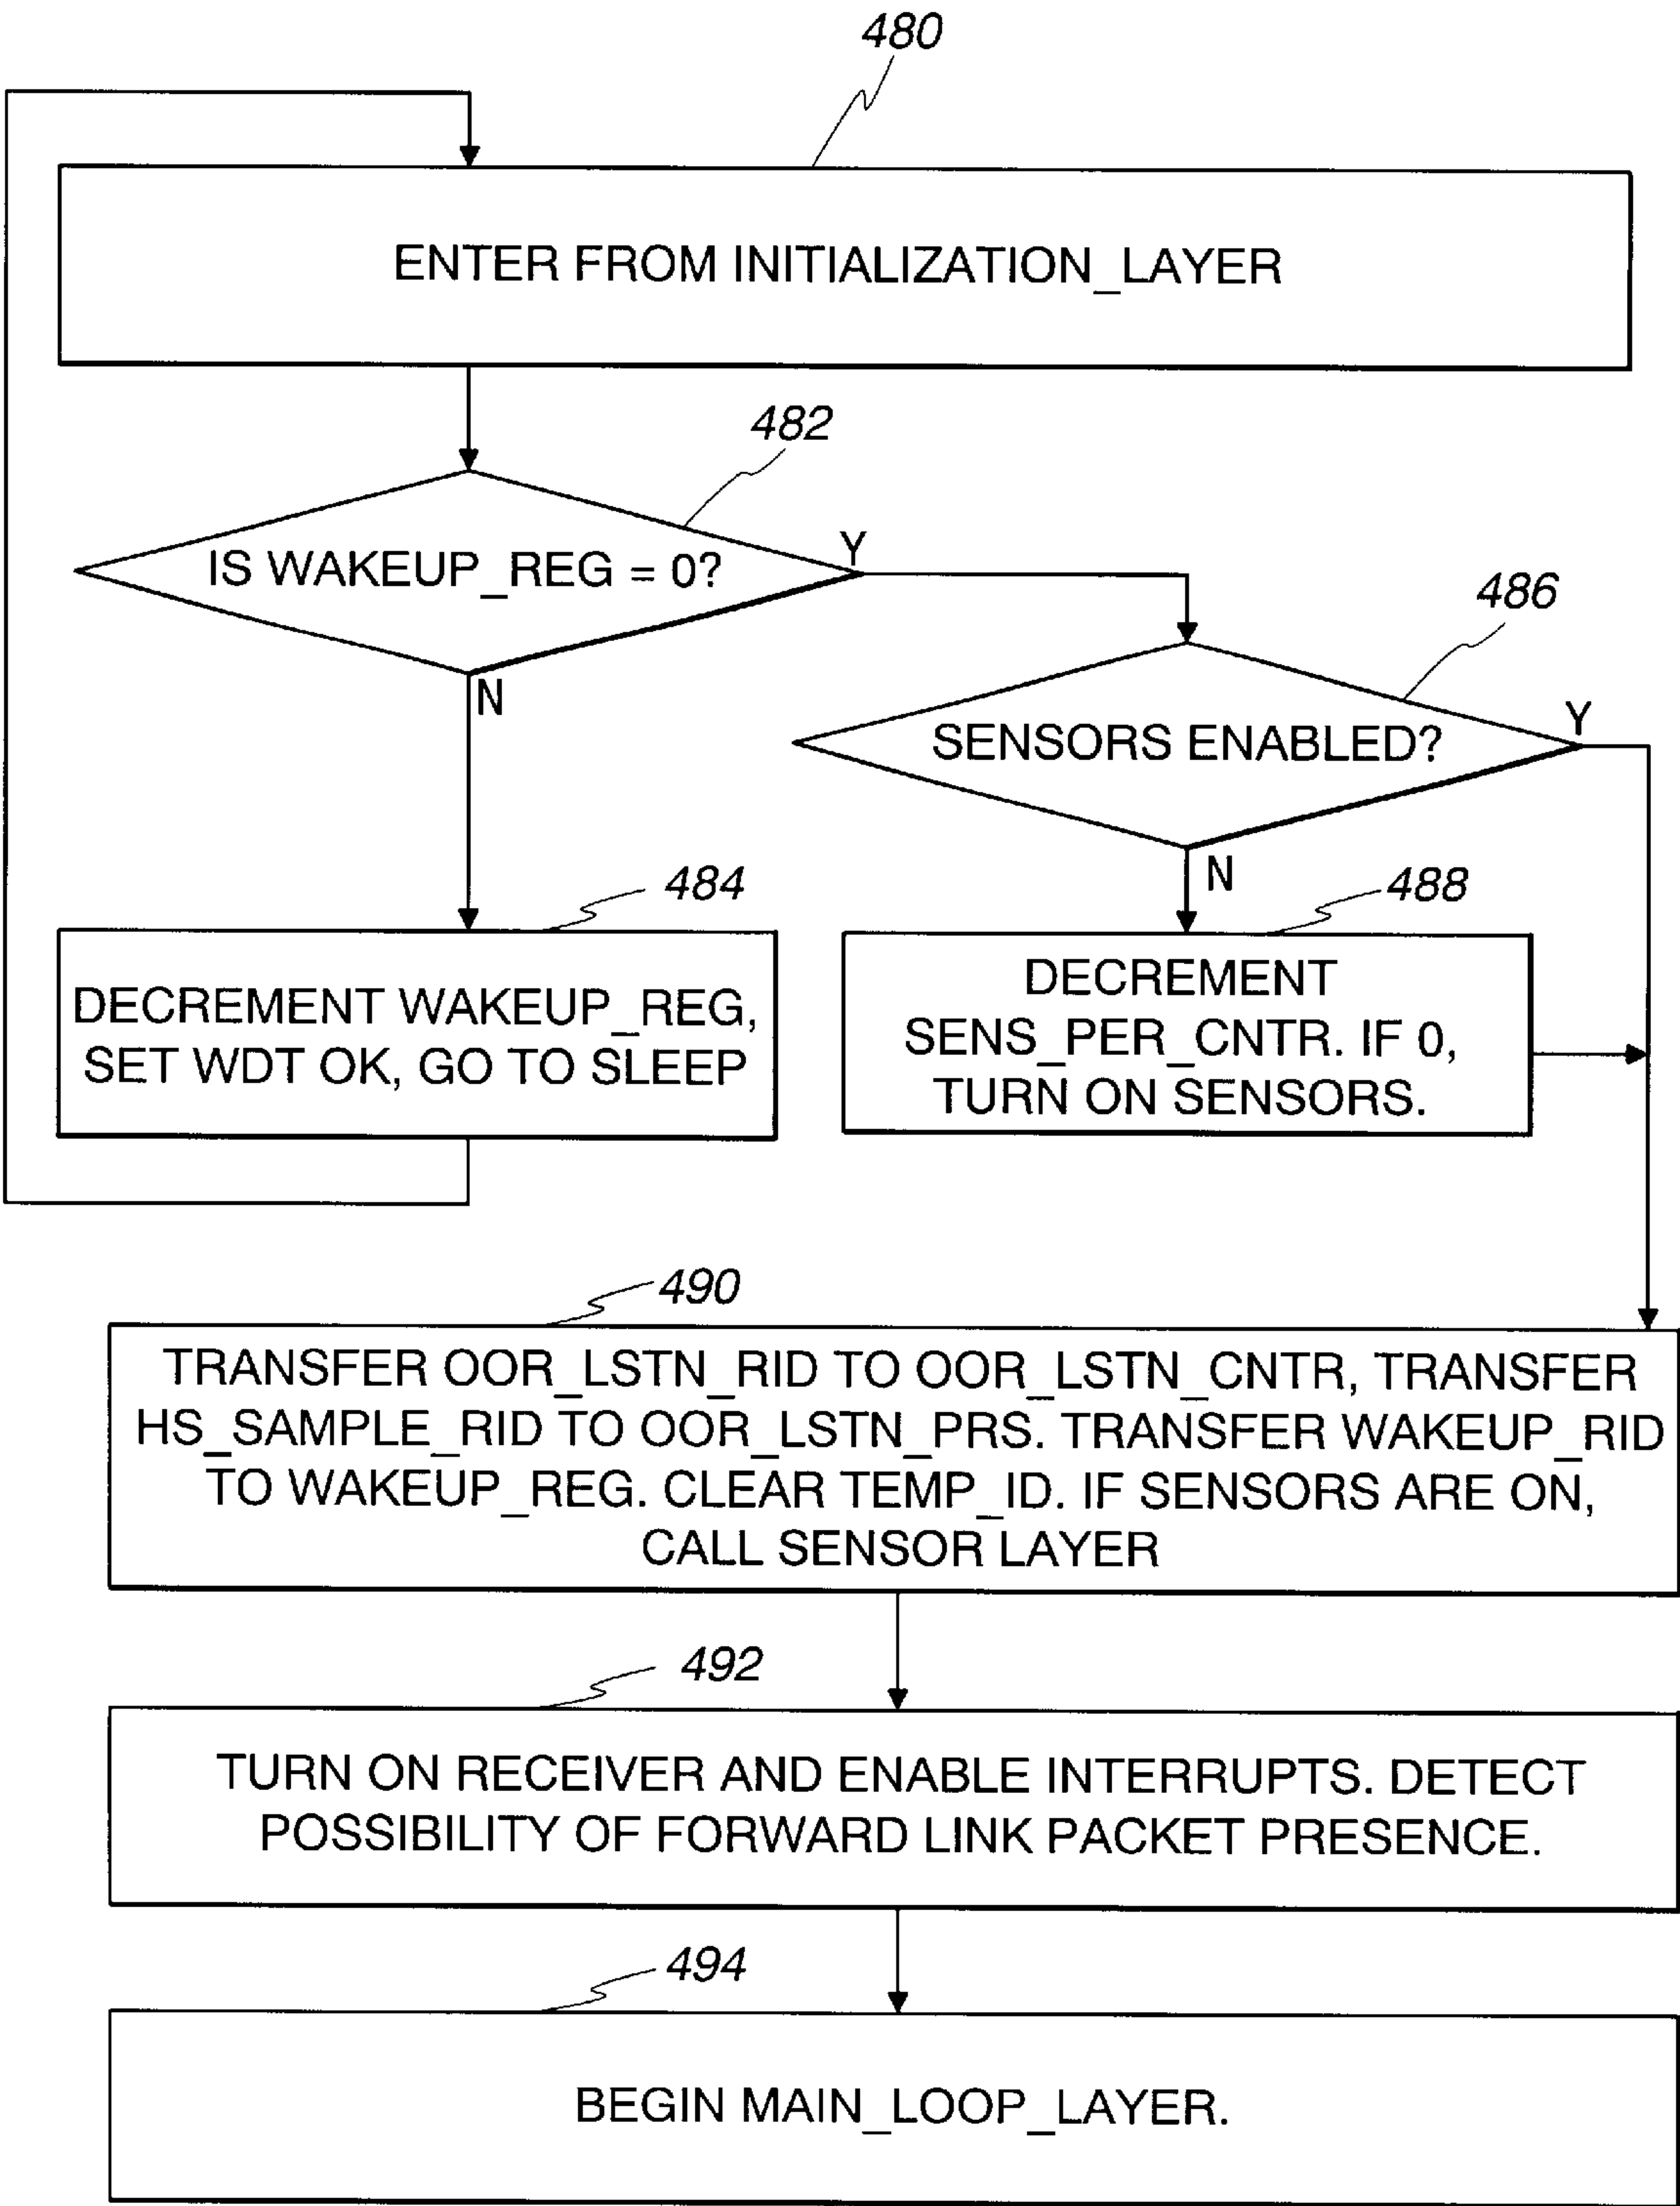 480
ENTER FROM INITIALIZATION_LAYER
482
IS WAKEUP_REG = 0?
Y
N
486
SENSORS ENABLED?
Y
N
484
DECREMENT WAKEUP_REG,
SET WDT OK, GO TO SLEEP
488
DECREMENT
SENS_PER_CNTR. IF 0,
TURN ON SENSORS.
490
TRANSFER OOR_LSTN_RID TO OOR_LSTN_CNTR, TRANSFER
HS_SAMPLE_RID TO OOR_LSTN_PRS. TRANSFER WAKEUP_RID
TO WAKEUP_REG. CLEAR TEMP_ID. IF SENSORS ARE ON,
CALL SENSOR LAYER
492
TURN ON RECEIVER AND ENABLE INTERRUPTS. DETECT
POSSIBILITY OF FORWARD LINK PACKET PRESENCE.
494
BEGIN MAIN_LOOP_LAYER.